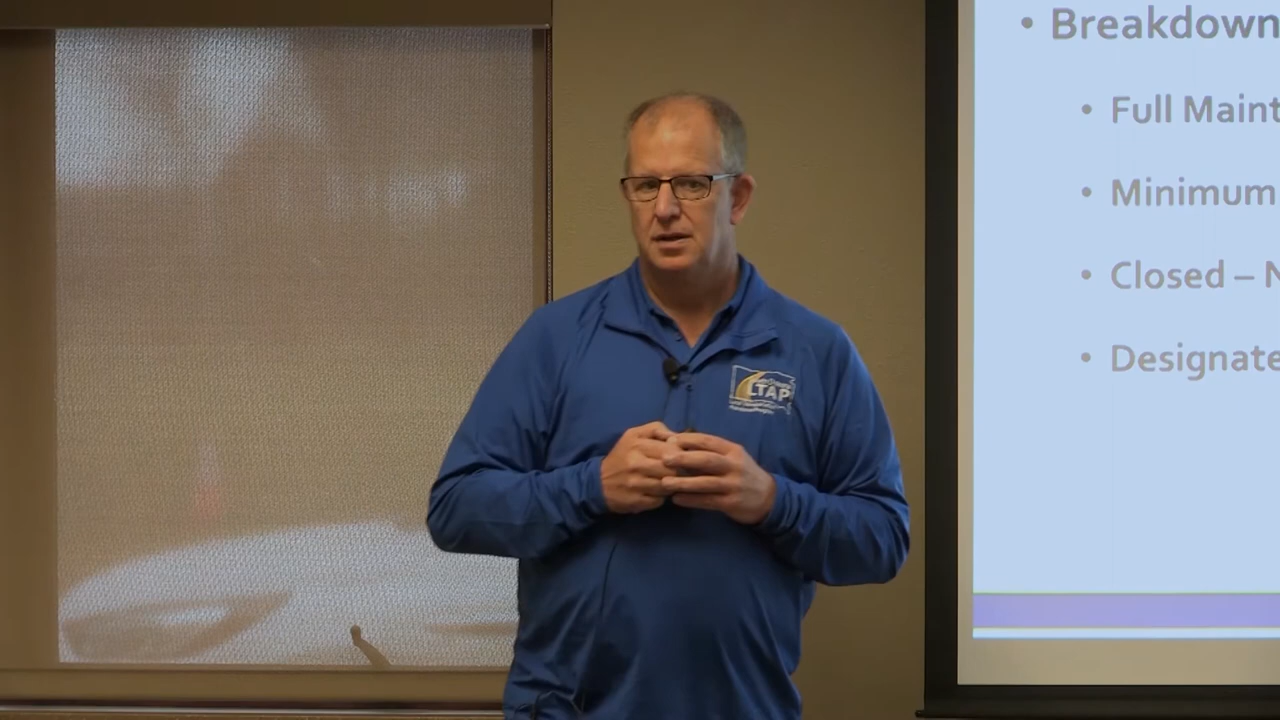 LTAP
• Breakdown
• Full Maint
• Minimum
• Closed – N
• Designate